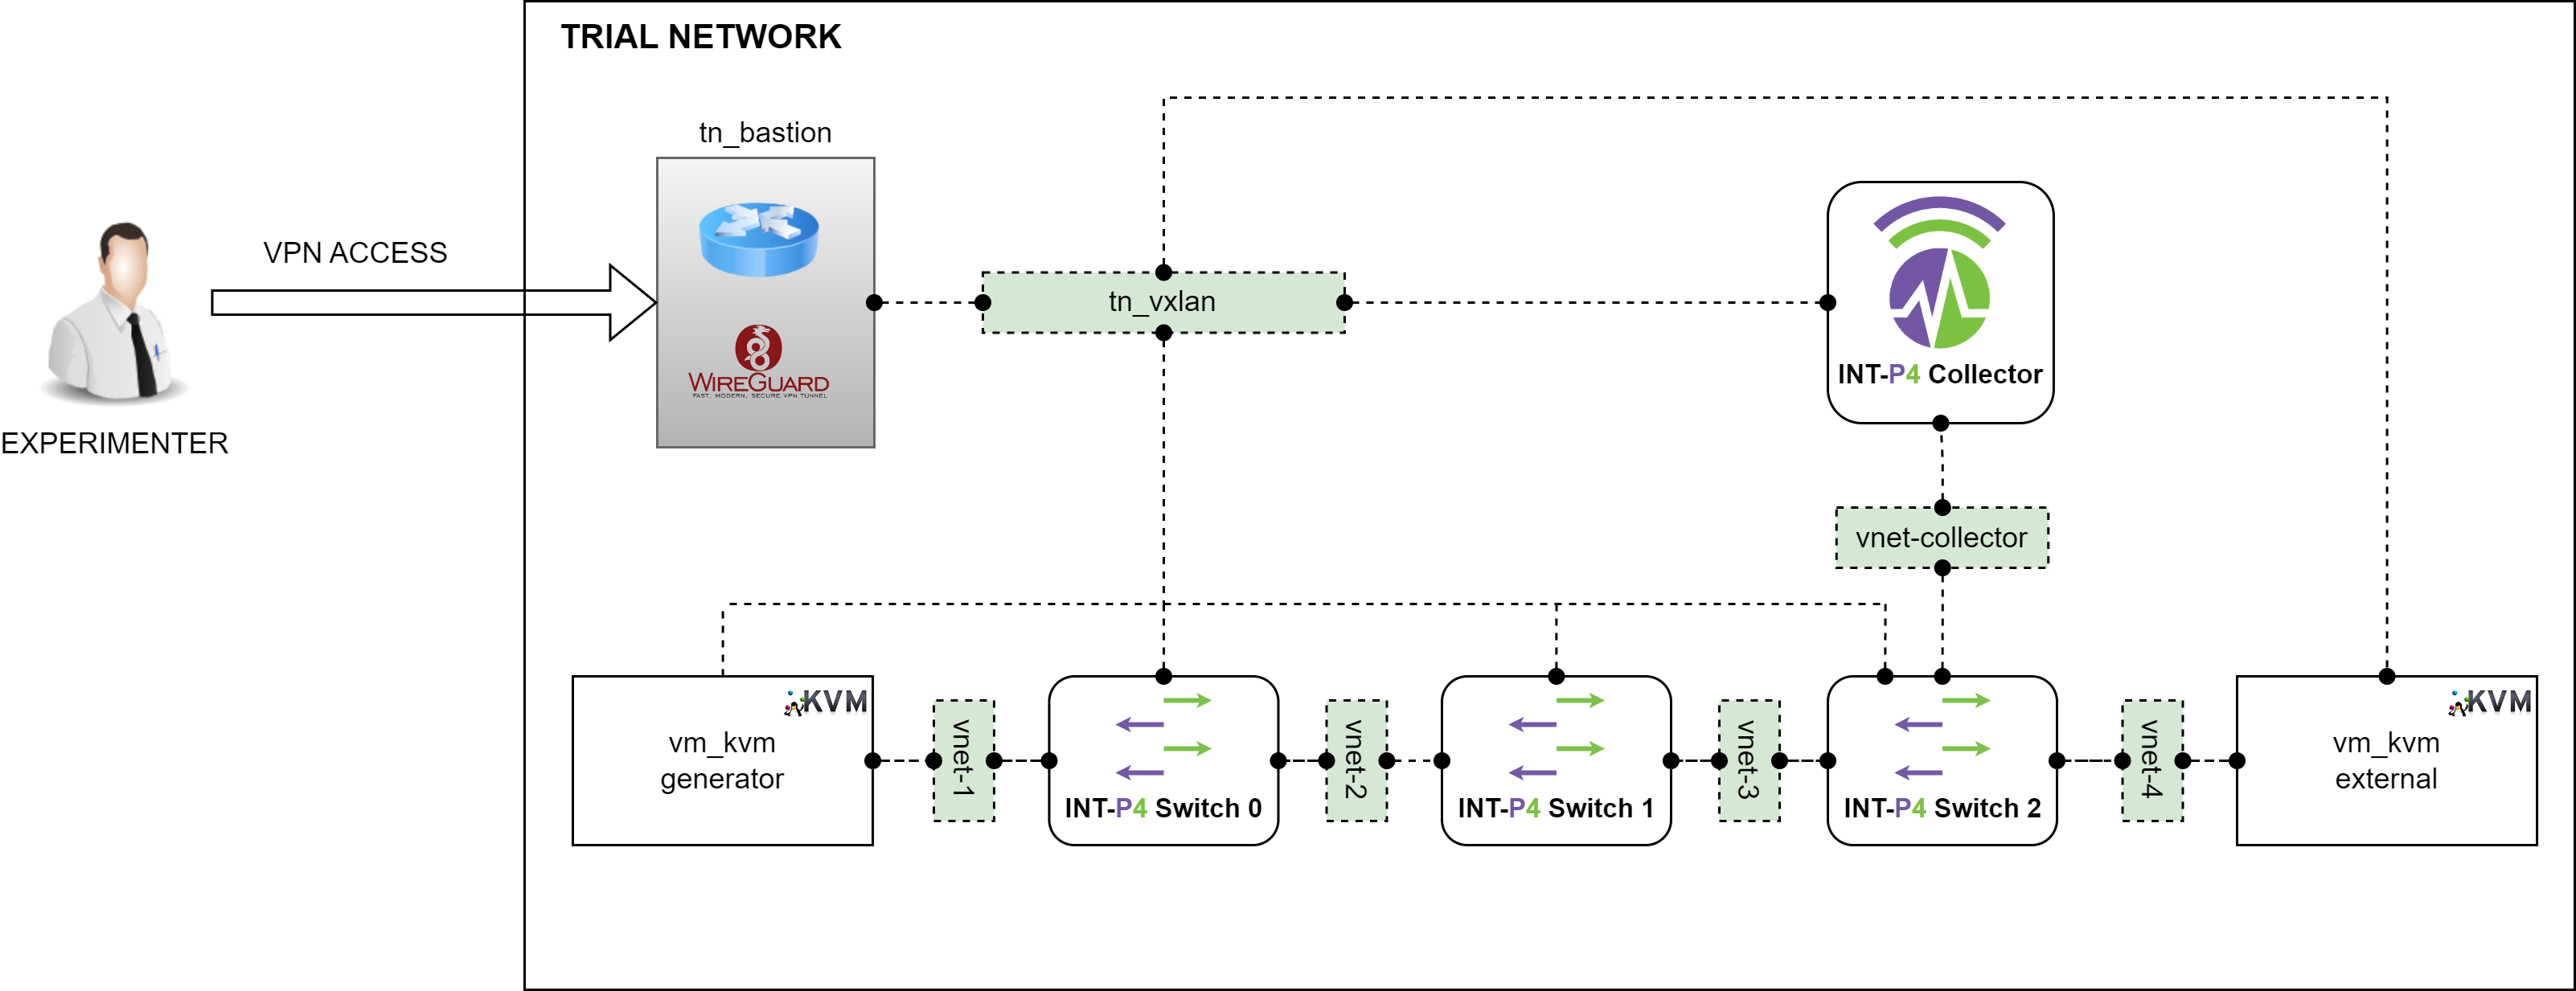 TRIAL NETWORK
tn_bastion
VPN ACCESS
WIREGUARD
FAST, MODERN, SECURE VPN TUNNEL
EXPERIMENTER
tn_vxlan
INT-P4 Collector
vnet-collector
KVM
vm_kvm
generator
vnet-1
INT-P4 Switch 0
vnet-2
INT-P4 Switch 1
vnet-3
INT-P4 Switch 2
vnet-4
KVM
vm_kvm
external